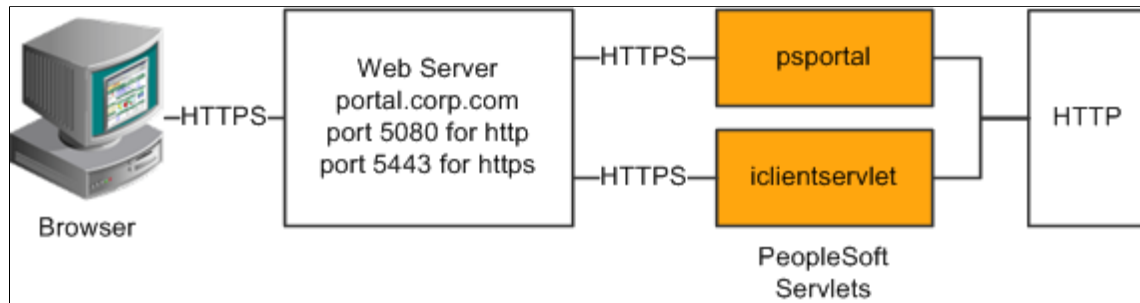 Browser
HTTPS
Web Server
portal.corp.com
port 5080 for http
port 5443 for https
HTTPS
psportal
HTTPS
iclientservlet
PeopleSoft
Servlets
HTTP